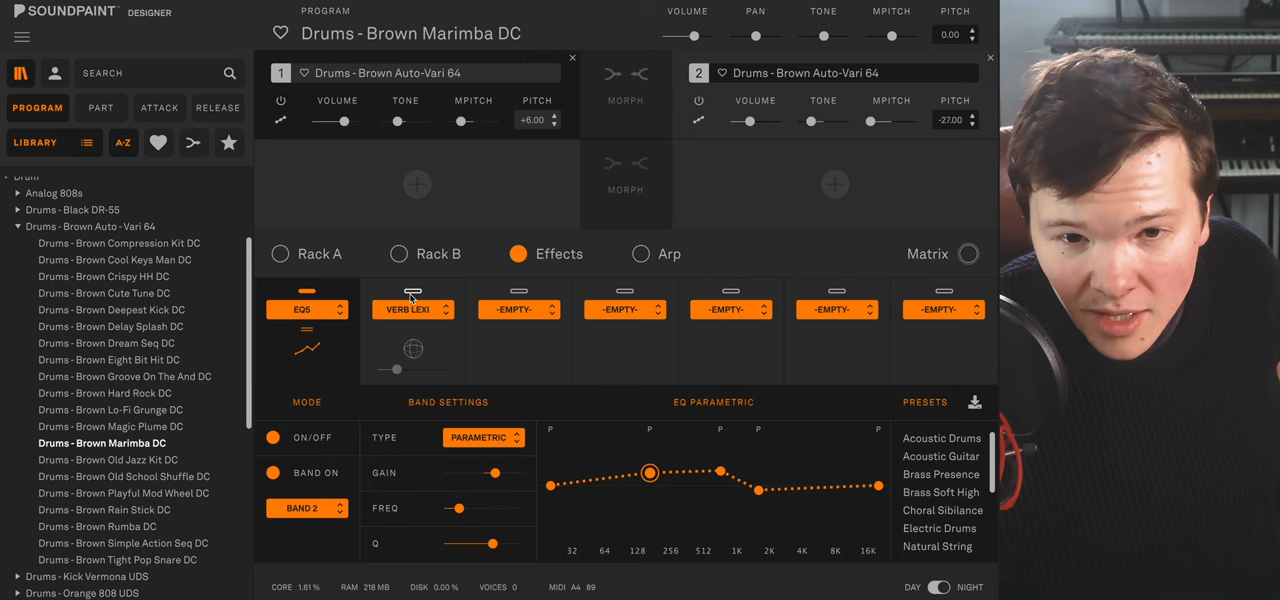 SOUNDPAINT DESIGNER
PROGRAM
Drums - Brown Marimba DC
VOLUME PAN TONE MPITCH PITCH
0.00
SEARCH
PROGRAM PART ATTACK RELEASE
LIBRARY A-Z
1 Drums - Brown Auto-Vari 64
VOLUME TONE MPITCH PITCH
+6.00
MORPH
2 Drums - Brown Auto-Vari 64
VOLUME TONE MPITCH PITCH
-27.00
MORPH
Drum
Analog 808s
Drums - Black DR-55
Drums - Brown Auto - Vari 64
Drums - Brown Compression Kit DC
Drums - Brown Cool Keys Man DC
Drums - Brown Crispy HH DC
Drums - Brown Cute Tune DC
Drums - Brown Deepest Kick DC
Drums - Brown Delay Splash DC
Drums - Brown Dream Seq DC
Drums - Brown Eight Bit Hit DC
Drums - Brown Groove On The And DC
Drums - Brown Hard Rock DC
Drums - Brown Lo-Fi Grunge DC
Drums - Brown Magic Plume DC
Drums - Brown Marimba DC
Drums - Brown Old Jazz Kit DC
Drums - Brown Old School Shuffle DC
Drums - Brown Playful Mod Wheel DC
Drums - Brown Rain Stick DC
Drums - Brown Rumba DC
Drums - Brown Simple Action Seq DC
Drums - Brown Tight Pop Snare DC
Drums - Kick Vermona UDS
Drums - Orange 808 UDS
Rack A Rack B Effects Arp Matrix
EQ5 VERB LEXI -EMPTY- -EMPTY- -EMPTY- -EMPTY- -EMPTY-
MODE BAND SETTINGS EQ PARAMETRIC PRESETS
ON/OFF
BAND ON
BAND 2
TYPE PARAMETRIC
GAIN
FREQ
Q
P P P P P
32 64 128 256 512 1K 2K 4K 8K 16K
Acoustic Drums
Acoustic Guitar
Brass Presence
Brass Soft High
Choral Sibilance
Electric Drums
Natural String
CORE 1.61 % RAM 218 MB DISK 0.00 % VOICES 0 MIDI A4 89
DAY NIGHT